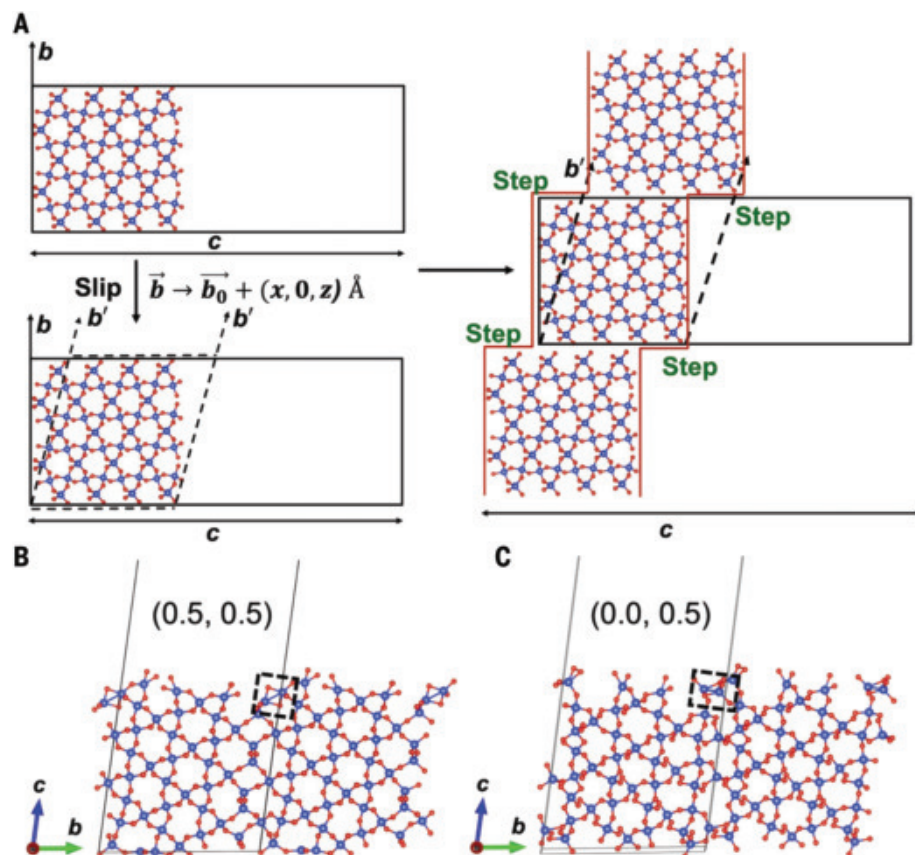 A
b
c
Slip b → b₀ + (x, 0, z) Å
b b′ b′
c
Step
b′
Step
Step
Step
c
B
(0.5, 0.5)
c
b
C
(0.0, 0.5)
c
b